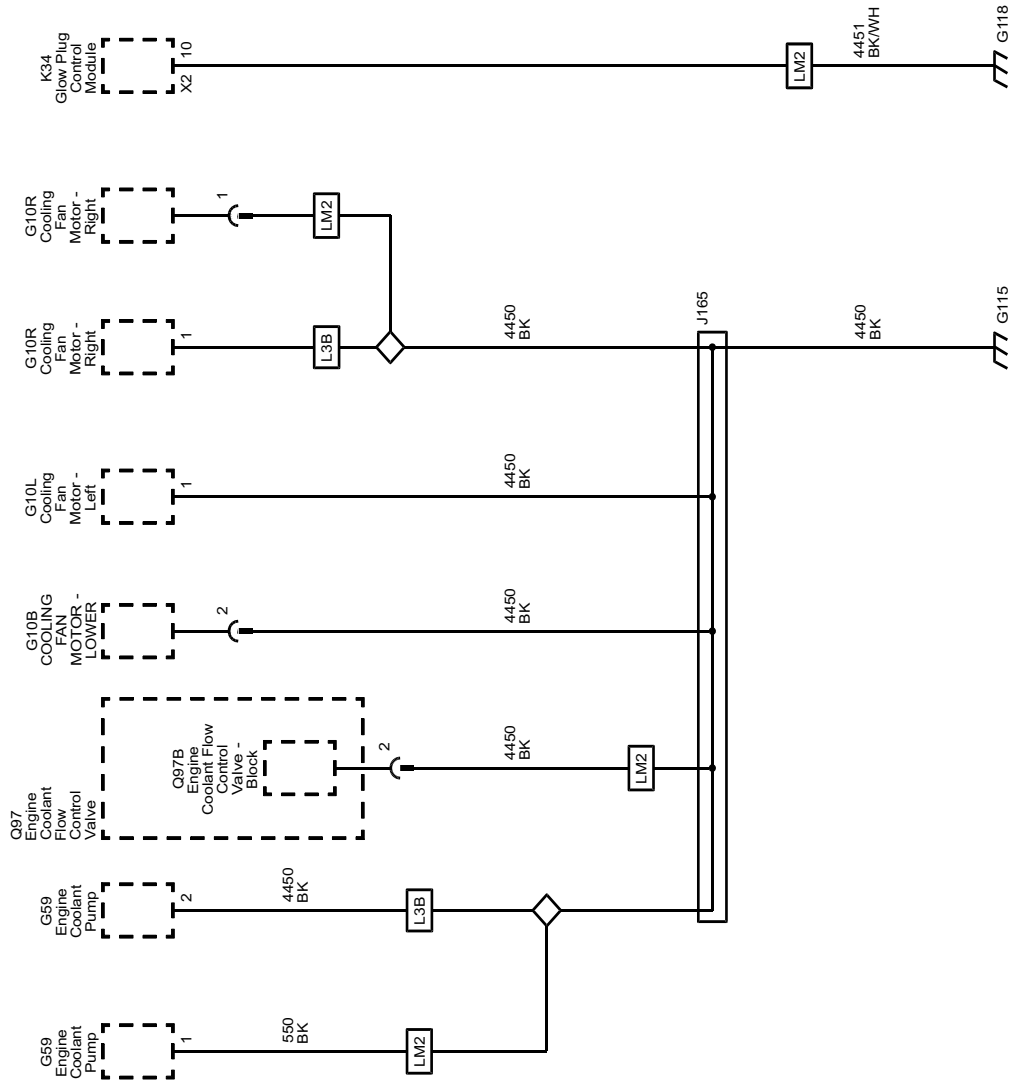 K34
Glow Plug
Control
Module
10
X2
LM2
4451
BK/WH
G118
G10R
Cooling
Fan
Motor -
Right
1
LM2
G10R
Cooling
Fan
Motor -
Right
1
L3B
4450
BK
J165
4450
BK
G115
G10L
Cooling
Fan
Motor -
Left
1
4450
BK
G10B
COOLING
FAN
MOTOR -
LOWER
2
4450
BK
Q97
Engine
Coolant
Flow
Control
Valve
Q97B
Engine
Coolant Flow
Control
Valve -
Block
2
4450
BK
LM2
G59
Engine
Coolant
Pump
2
4450
BK
L3B
G59
Engine
Coolant
Pump
1
550
BK
LM2